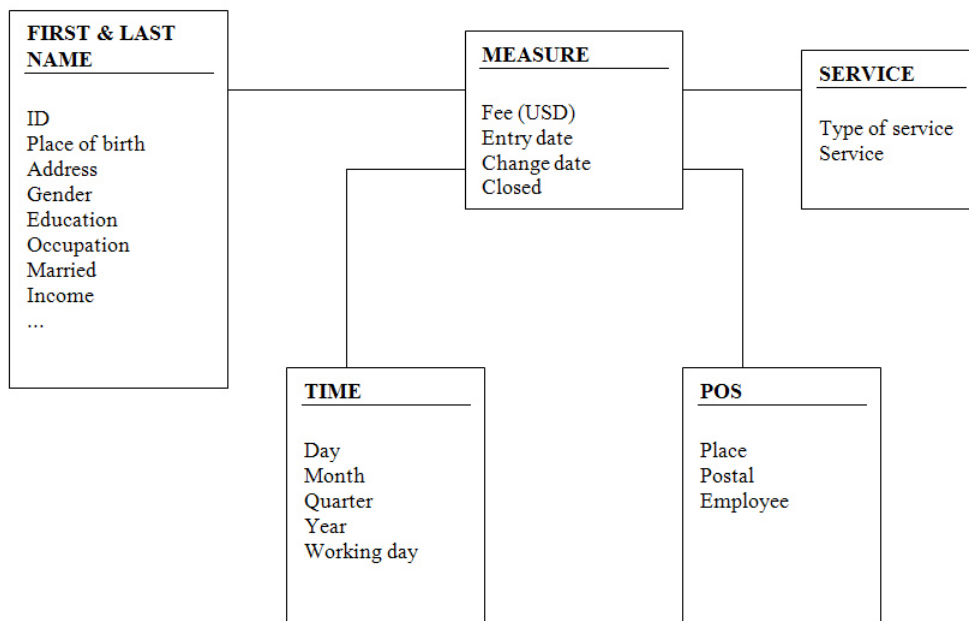 FIRST & LAST
NAME
ID
Place of birth
Address
Gender
Education
Occupation
Married
Income
...
MEASURE
Fee (USD)
Entry date
Change date
Closed
SERVICE
Type of service
Service
TIME
Day
Month
Quarter
Year
Working day
POS
Place
Postal
Employee